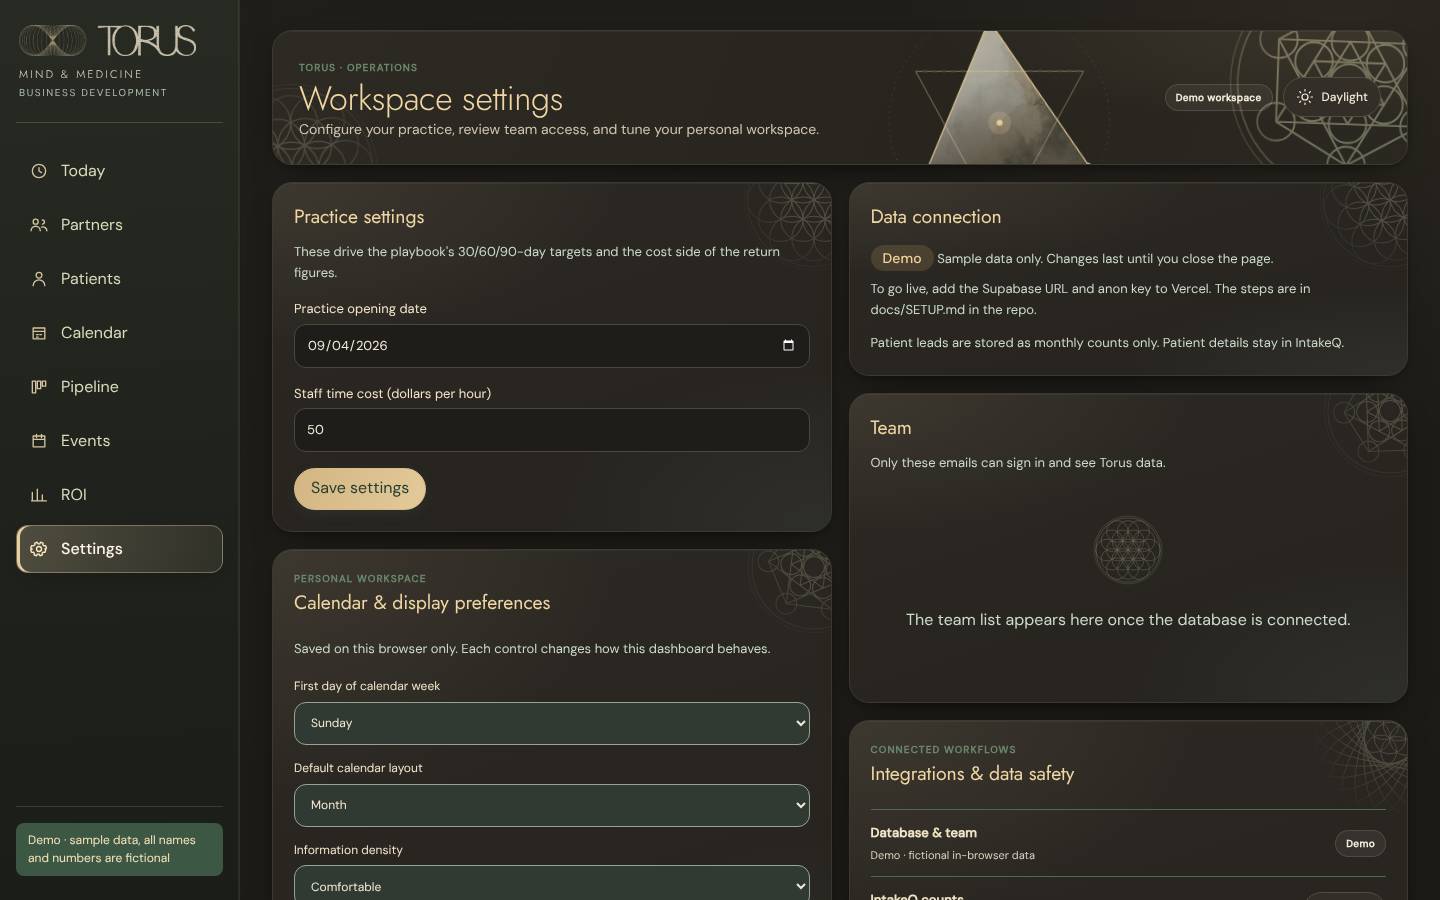 TORUS
MIND & MEDICINE
BUSINESS DEVELOPMENT
Today
Partners
Patients
Calendar
Pipeline
Events
ROI
Settings
Demo · sample data, all names
and numbers are fictional
TORUS · OPERATIONS
Workspace settings
Configure your practice, review team access, and tune your personal workspace.
Demo workspace
Daylight
Practice settings
These drive the playbook's 30/60/90-day targets and the cost side of the return
figures.
Practice opening date
09/04/2026
Staff time cost (dollars per hour)
50
Save settings
PERSONAL WORKSPACE
Calendar & display preferences
Saved on this browser only. Each control changes how this dashboard behaves.
First day of calendar week
Sunday
Default calendar layout
Month
Information density
Comfortable
Data connection
Demo Sample data only. Changes last until you close the page.
To go live, add the Supabase URL and anon key to Vercel. The steps are in
docs/SETUP.md in the repo.
Patient leads are stored as monthly counts only. Patient details stay in IntakeQ.
Team
Only these emails can sign in and see Torus data.
The team list appears here once the database is connected.
CONNECTED WORKFLOWS
Integrations & data safety
Database & team
Demo · fictional in-browser data
Demo
IntakeQ counts